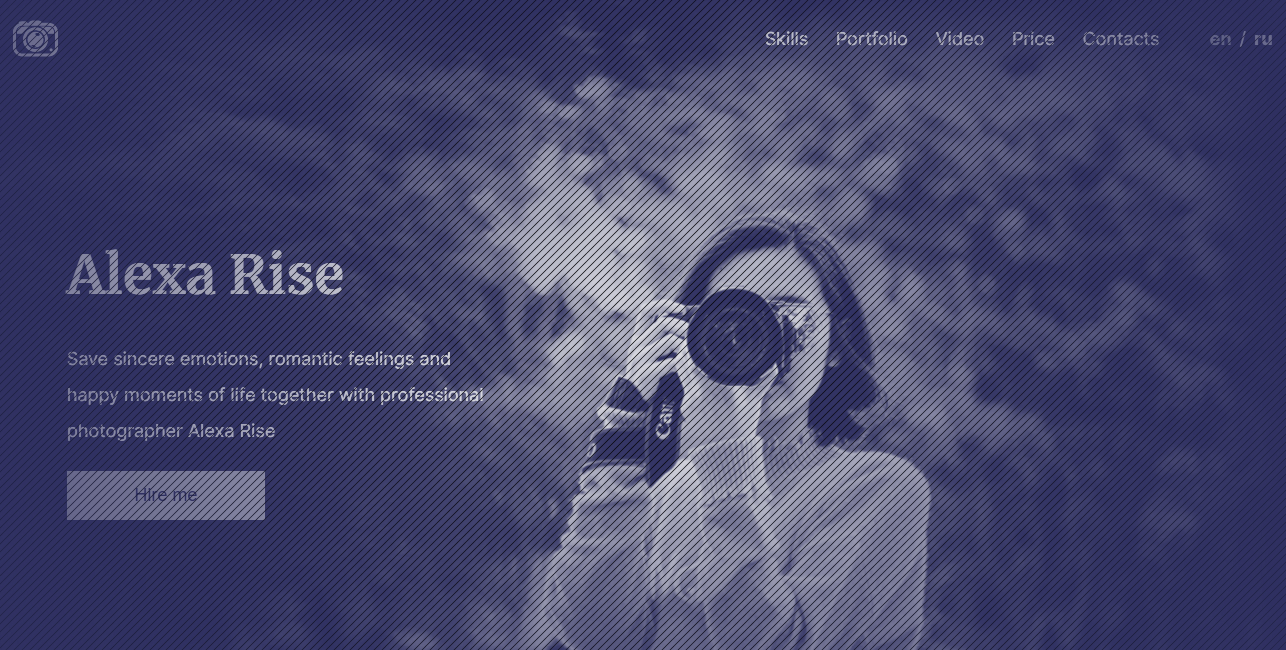 Skills Portfolio Video Price Contacts en / ru
Alexa Rise
Save sincere emotions, romantic feelings and
happy moments of life together with professional
photographer Alexa Rise
Hire me
Can